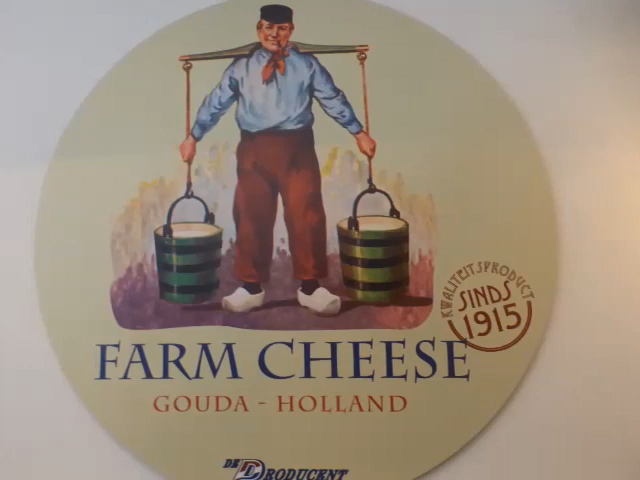 KWALITEITSPRODUCT
SINDS
1915
FARM CHEESE
GOUDA - HOLLAND
DE PRODUCENT